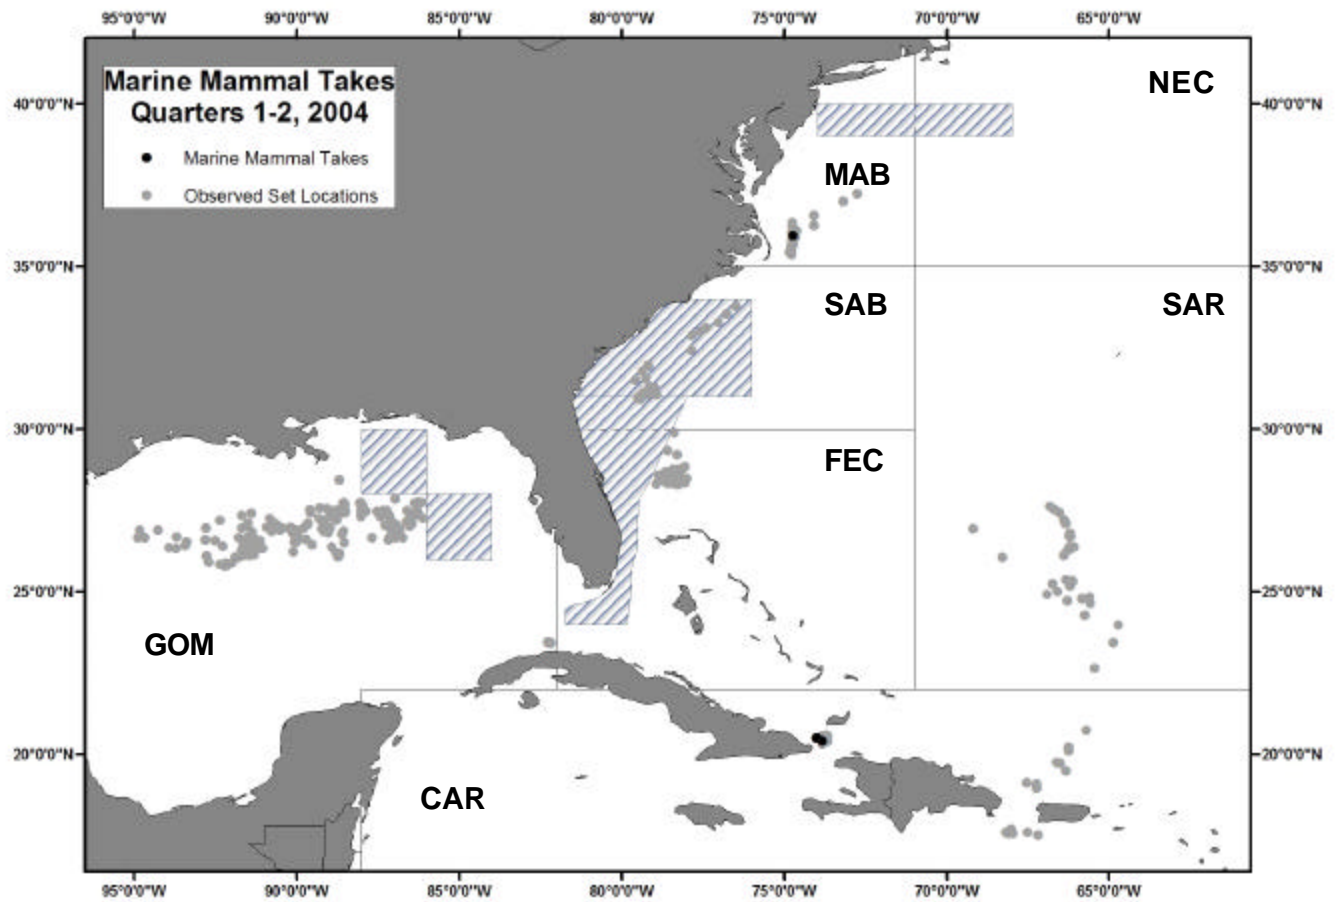 95°0'0"W 90°0'0"W 85°0'0"W 80°0'0"W 75°0'0"W 70°0'0"W 65°0'0"W
Marine Mammal Takes
Quarters 1-2, 2004
Marine Mammal Takes
Observed Set Locations
NEC
40°0'0"N 40°0'0"N
MAB
35°0'0"N 35°0'0"N
SAB SAR
30°0'0"N 30°0'0"N
FEC
25°0'0"N 25°0'0"N
GOM
20°0'0"N 20°0'0"N
CAR
95°0'0"W 90°0'0"W 85°0'0"W 80°0'0"W 75°0'0"W 70°0'0"W 65°0'0"W